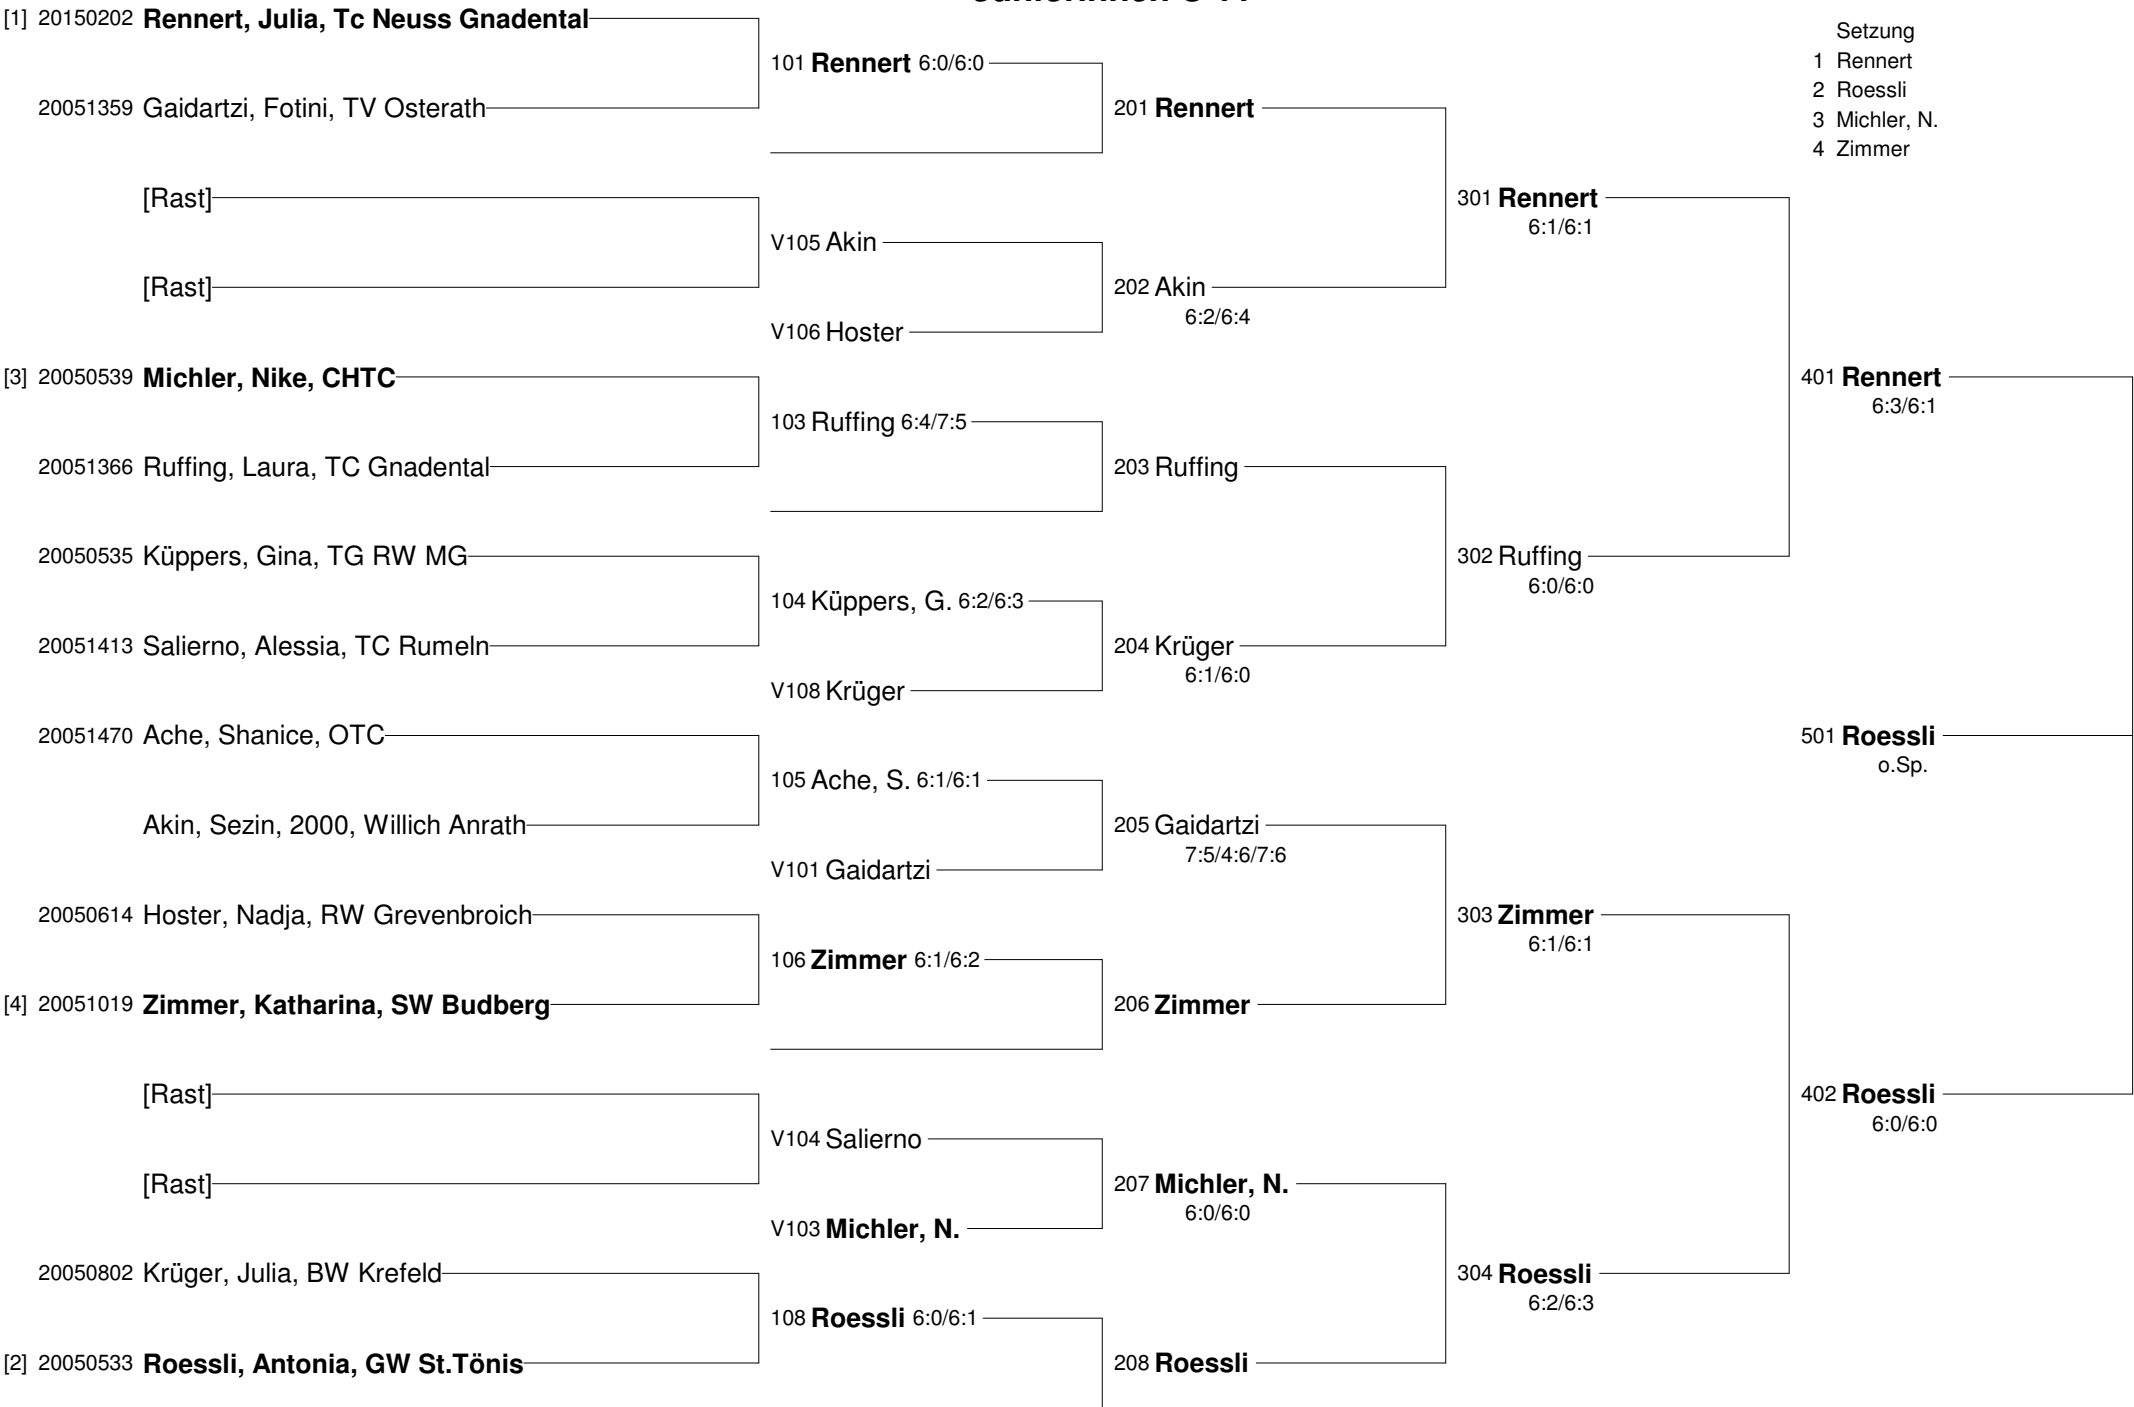 Setzung
1 Rennert
2 Roessli
3 Michler, N.
4 Zimmer
[1] 20150202 Rennert, Julia, Tc Neuss Gnadental
20051359 Gaidartzi, Fotini, TV Osterath
[Rast]
[Rast]
[3] 20050539 Michler, Nike, CHTC
20051366 Ruffing, Laura, TC Gnadental
20050535 Küppers, Gina, TG RW MG
20051413 Salierno, Alessia, TC Rumeln
20051470 Ache, Shanice, OTC
Akin, Sezin, 2000, Willich Anrath
20050614 Hoster, Nadja, RW Grevenbroich
[4] 20051019 Zimmer, Katharina, SW Budberg
[Rast]
[Rast]
20050802 Krüger, Julia, BW Krefeld
[2] 20050533 Roessli, Antonia, GW St.Tönis
101 Rennert 6:0/6:0
V105 Akin
V106 Hoster
103 Ruffing 6:4/7:5
104 Küppers, G. 6:2/6:3
V108 Krüger
105 Ache, S. 6:1/6:1
V101 Gaidartzi
106 Zimmer 6:1/6:2
V104 Salierno
V103 Michler, N.
108 Roessli 6:0/6:1
201 Rennert
202 Akin
6:2/6:4
203 Ruffing
204 Krüger
6:1/6:0
205 Gaidartzi
7:5/4:6/7:6
206 Zimmer
207 Michler, N.
6:0/6:0
208 Roessli
301 Rennert
6:1/6:1
302 Ruffing
6:0/6:0
303 Zimmer
6:1/6:1
304 Roessli
6:2/6:3
401 Rennert
6:3/6:1
501 Roessli
o.Sp.
402 Roessli
6:0/6:0